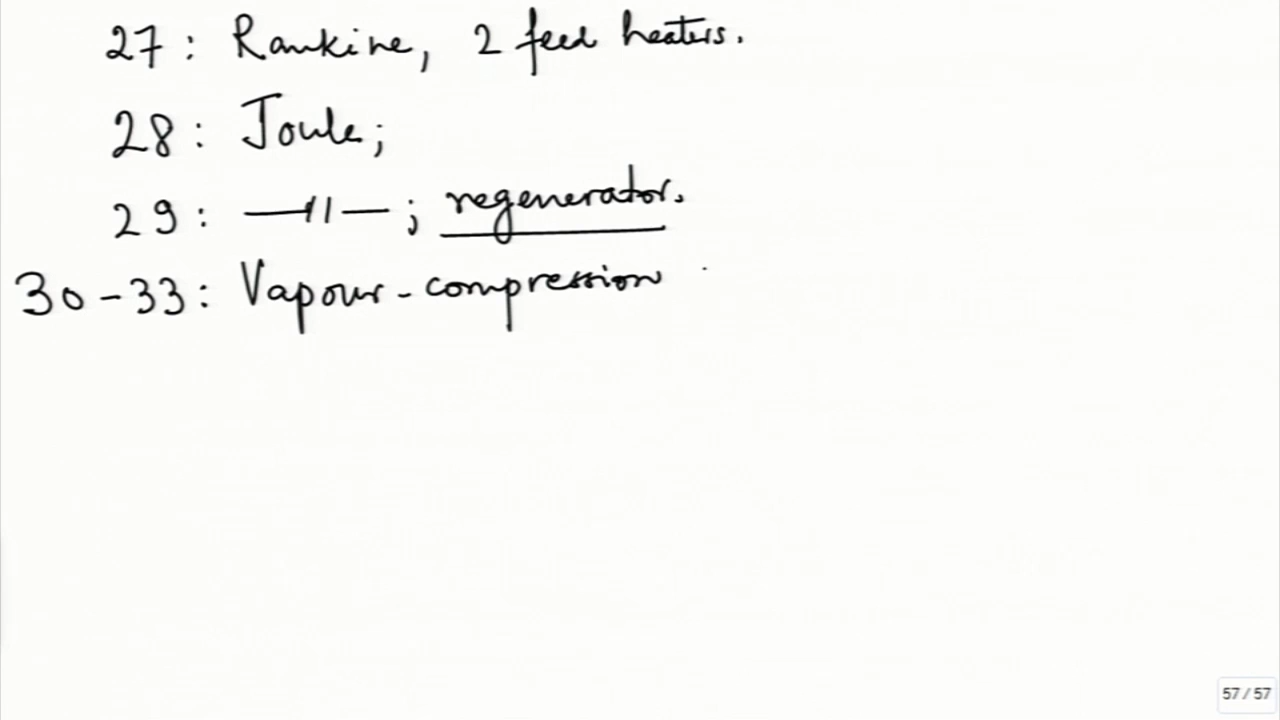 27: Rankine, 2 feed heaters.
28: Joule;
29: —11—; regenerator.
30-33: Vapour-compression
57/57